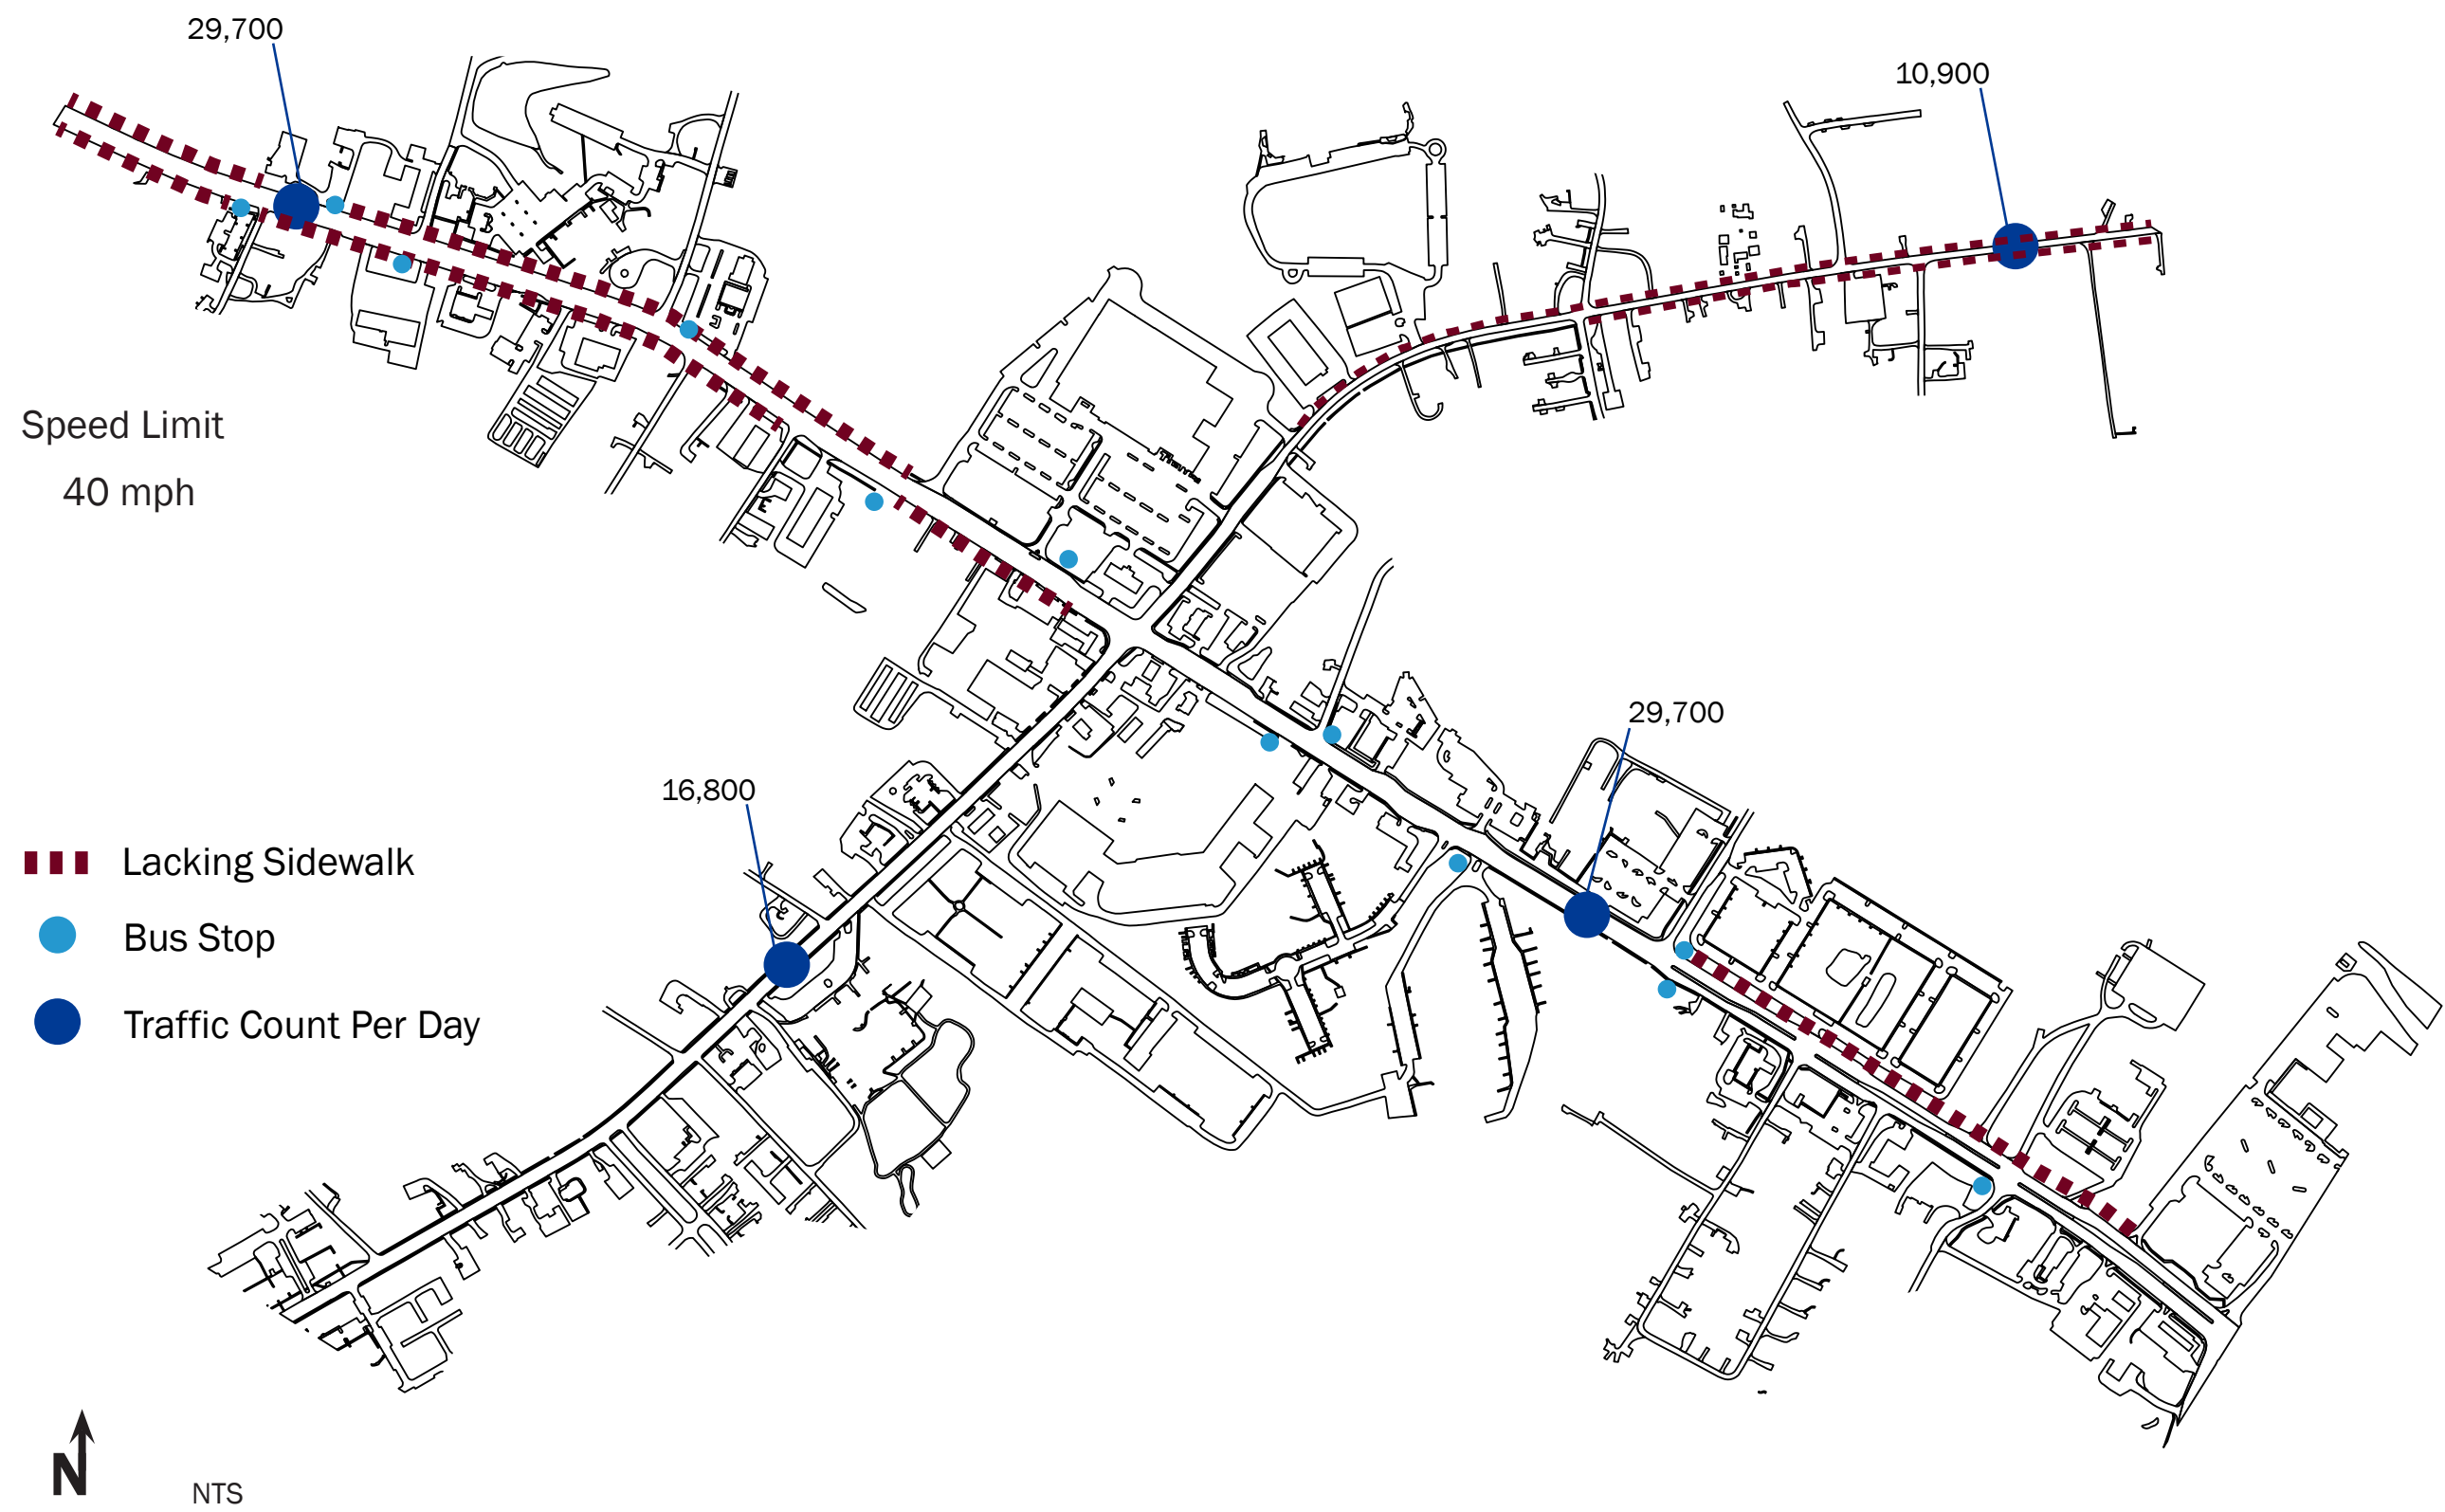 29,700
10,900
Speed Limit
40 mph
29,700
16,800
Lacking Sidewalk
Bus Stop
Traffic Count Per Day
N
NTS